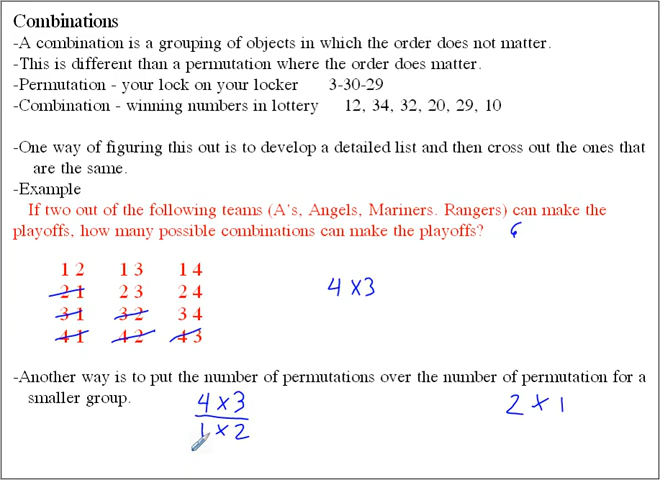 Combinations
-A combination is a grouping of objects in which the order does not matter.
-This is different than a permutation where the order does matter.
-Permutation - your lock on your locker 3-30-29
-Combination - winning numbers in lottery 12, 34, 32, 20, 29, 10
-One way of figuring this out is to develop a detailed list and then cross out the ones that
are the same.
-Example
If two out of the following teams (A's, Angels, Mariners. Rangers) can make the
playoffs, how many possible combinations can make the playoffs? 6
1 2 1 3 1 4
2 1 2 3 2 4 4 x 3
3 1 3 2 3 4
4 1 4 2 4 3
-Another way is to put the number of permutations over the number of permutation for a
smaller group.
4 x 3 2 x 1
1 x 2